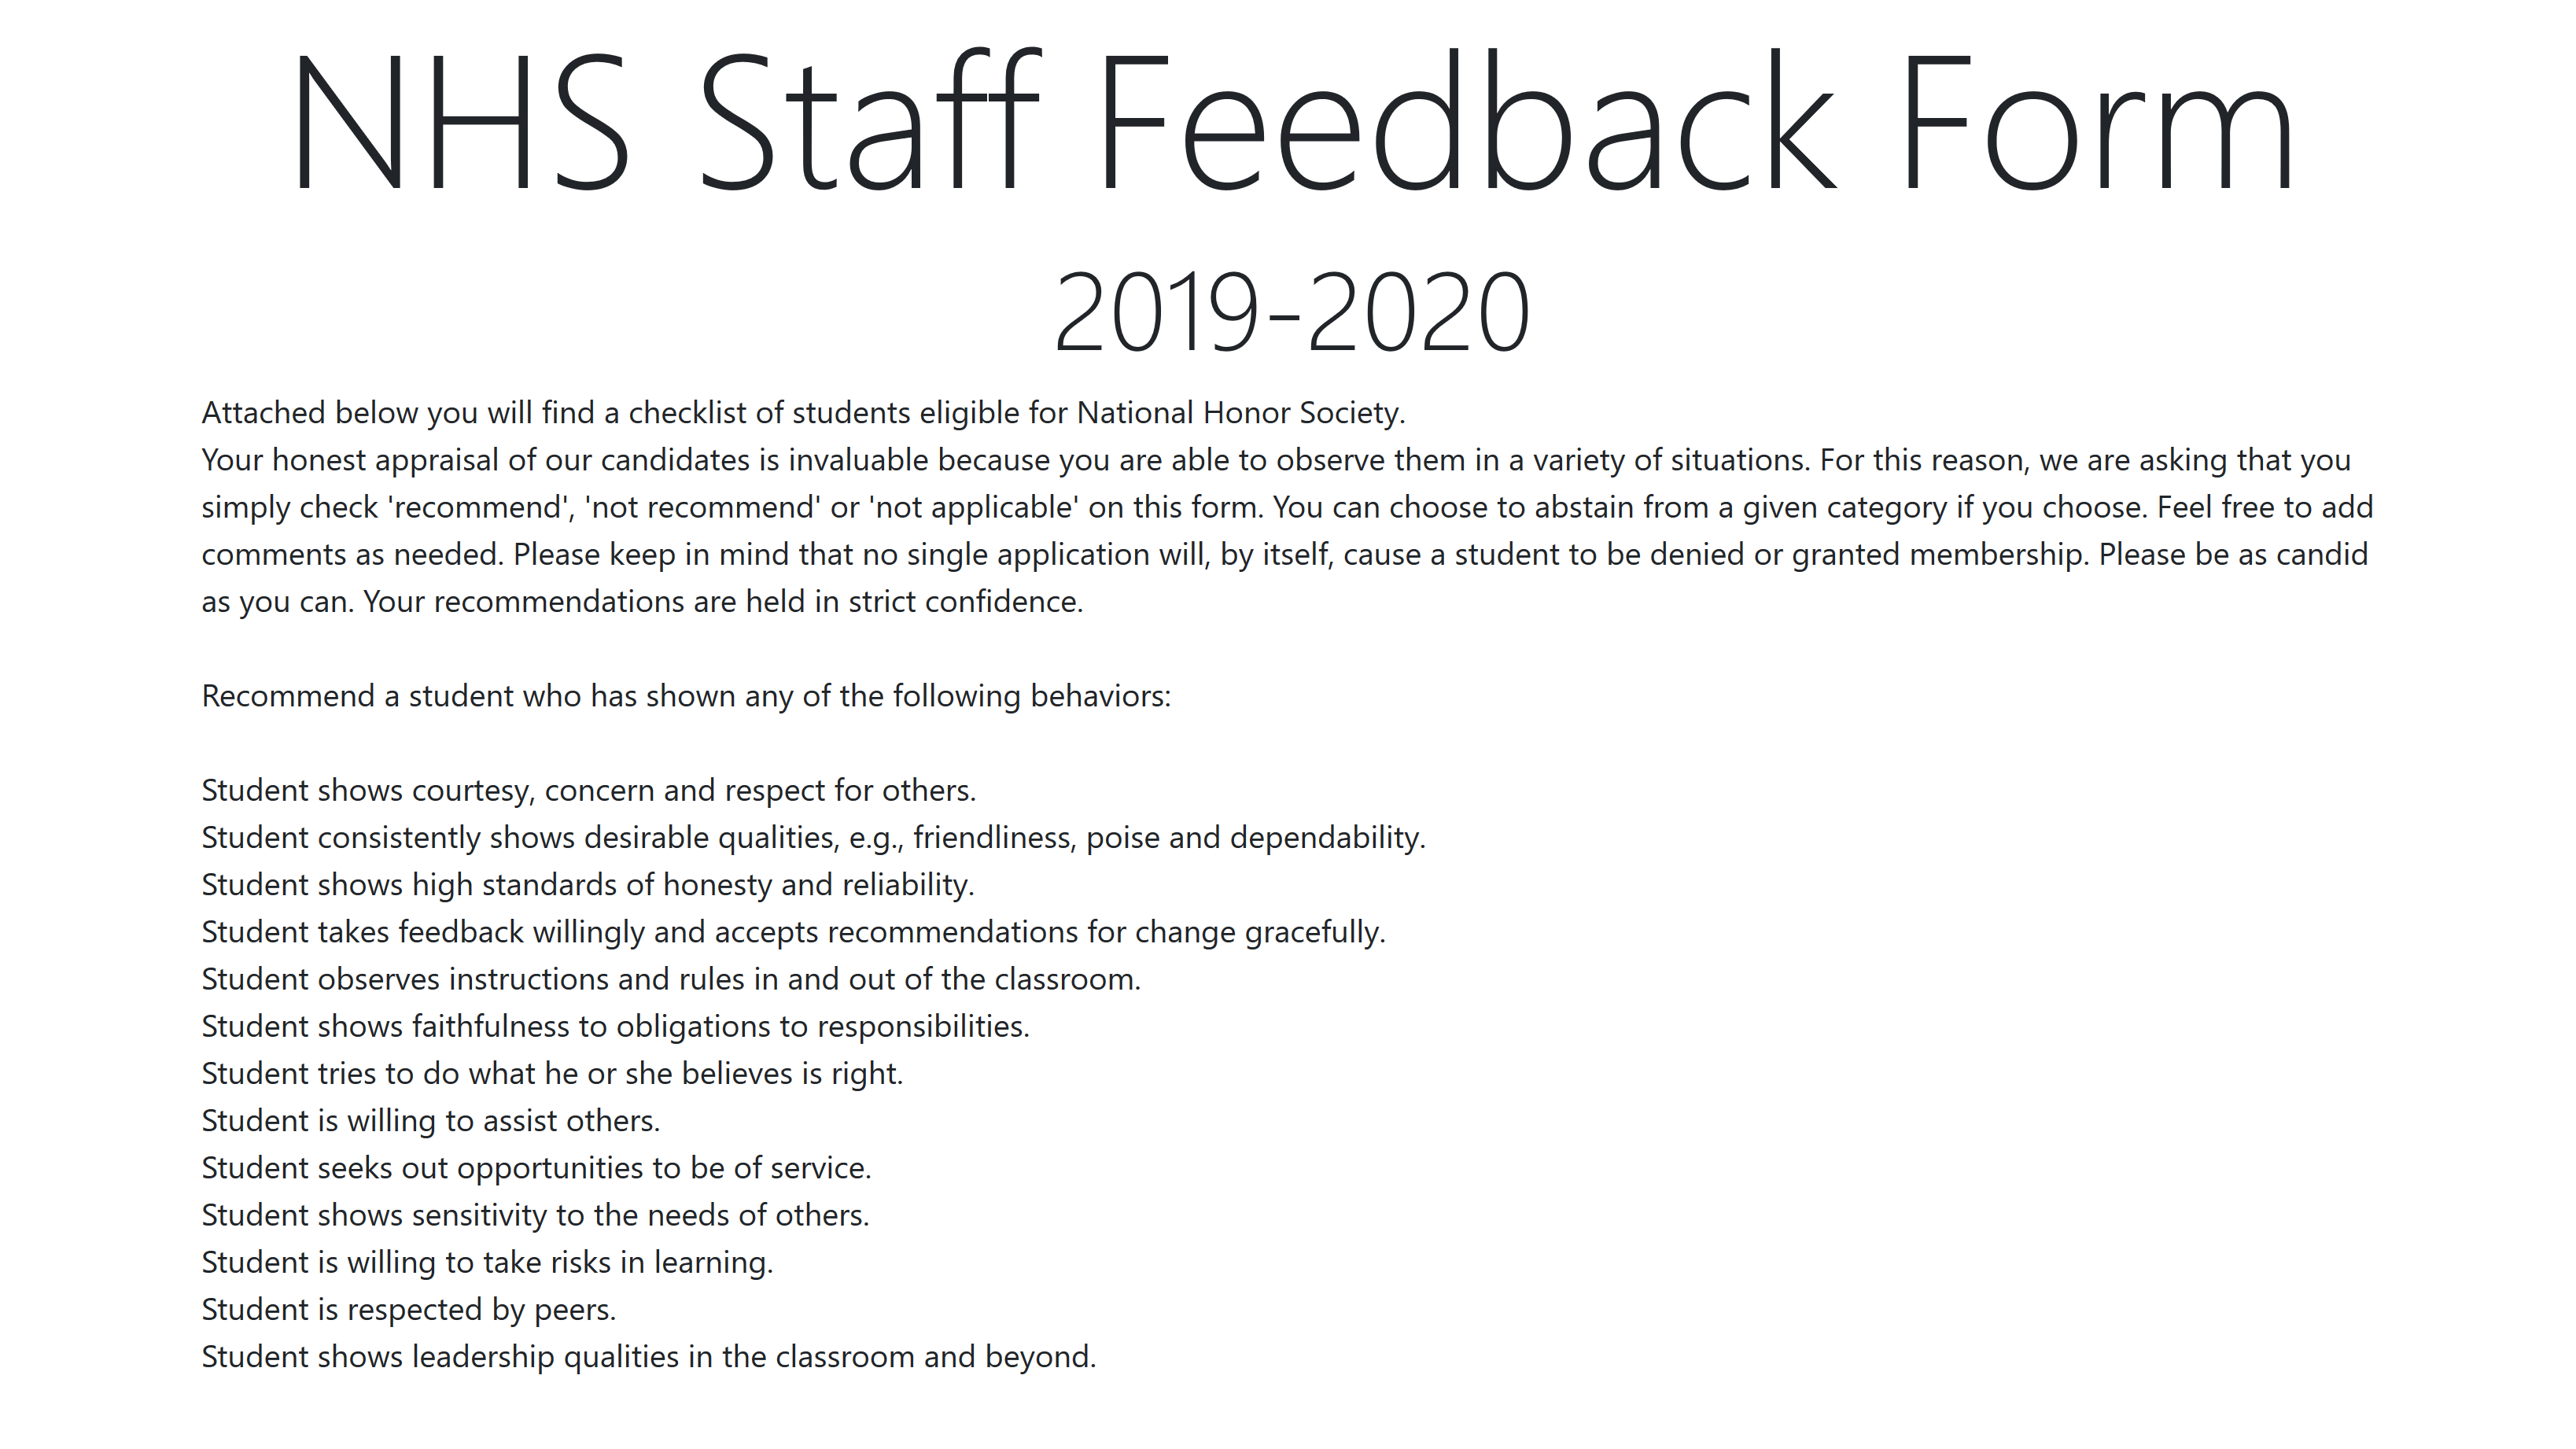 NHS Staff Feedback Form
2019-2020
Attached below you will find a checklist of students eligible for National Honor Society.
Your honest appraisal of our candidates is invaluable because you are able to observe them in a variety of situations. For this reason, we are asking that you
simply check 'recommend', 'not recommend' or 'not applicable' on this form. You can choose to abstain from a given category if you choose. Feel free to add
comments as needed. Please keep in mind that no single application will, by itself, cause a student to be denied or granted membership. Please be as candid
as you can. Your recommendations are held in strict confidence.
Recommend a student who has shown any of the following behaviors:
Student shows courtesy, concern and respect for others.
Student consistently shows desirable qualities, e.g., friendliness, poise and dependability.
Student shows high standards of honesty and reliability.
Student takes feedback willingly and accepts recommendations for change gracefully.
Student observes instructions and rules in and out of the classroom.
Student shows faithfulness to obligations to responsibilities.
Student tries to do what he or she believes is right.
Student is willing to assist others.
Student seeks out opportunities to be of service.
Student shows sensitivity to the needs of others.
Student is willing to take risks in learning.
Student is respected by peers.
Student shows leadership qualities in the classroom and beyond.